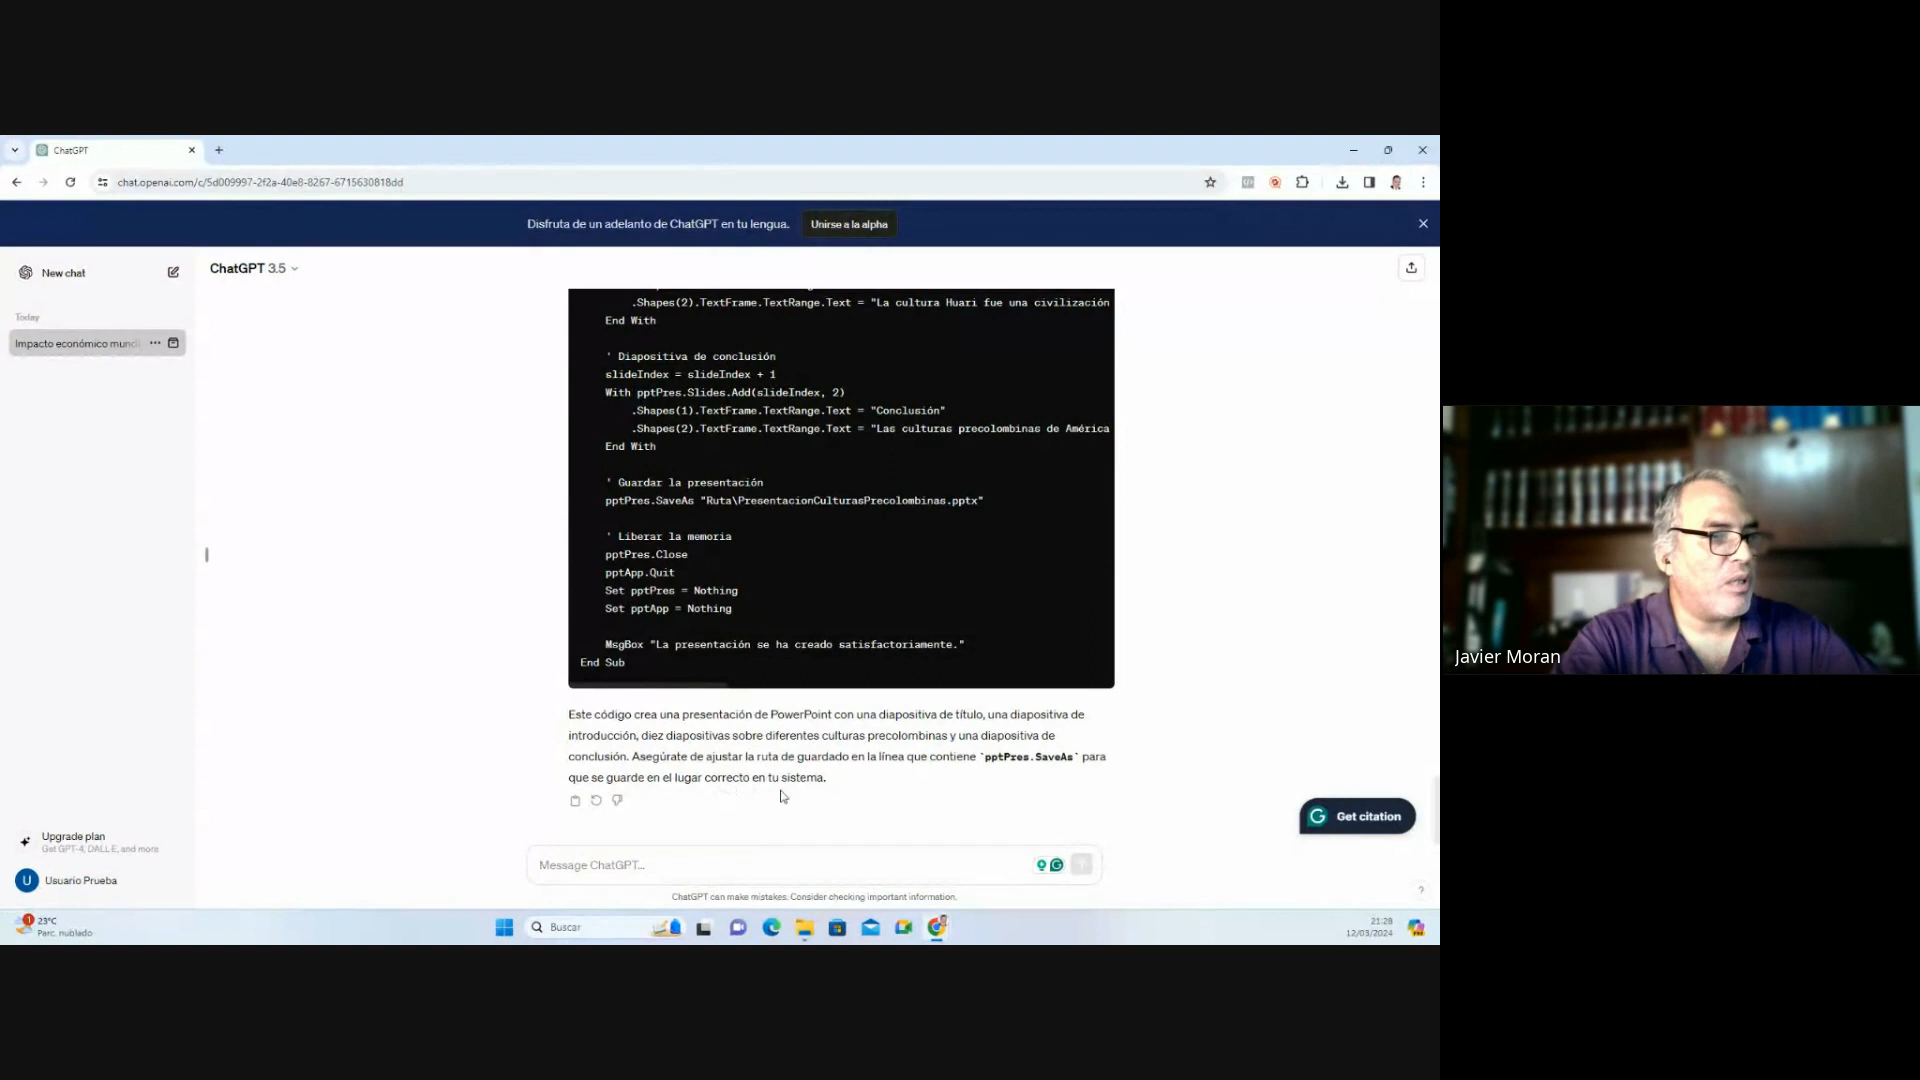 ChatGPT
chat.openai.com/c/5d009997-2f2a-40e8-8267-6715630818dd
Disfruta de un adelanto de ChatGPT en tu lengua. Unirse a la alpha
New chat
ChatGPT 3.5
Today
Impacto económico mund
.Shapes(2).TextFrame.TextRange.Text = "La cultura Huari fue una civilización
End With
' Diapositiva de conclusión
slideIndex = slideIndex + 1
With pptPres.Slides.Add(slideIndex, 2)
.Shapes(1).TextFrame.TextRange.Text = "Conclusión"
.Shapes(2).TextFrame.TextRange.Text = "Las culturas precolombinas de América
End With
' Guardar la presentación
pptPres.SaveAs "Ruta\PresentacionCulturasPrecolombinas.pptx"
' Liberar la memoria
pptPres.Close
pptApp.Quit
Set pptPres = Nothing
Set pptApp = Nothing
MsgBox "La presentación se ha creado satisfactoriamente."
End Sub
Este código crea una presentación de PowerPoint con una diapositiva de título, una diapositiva de
introducción, diez diapositivas sobre diferentes culturas precolombinas y una diapositiva de
conclusión. Asegúrate de ajustar la ruta de guardado en la línea que contiene `pptPres.SaveAs` para
que se guarde en el lugar correcto en tu sistema.
Get citation
Upgrade plan
Get GPT-4, DALL·E, and more
U Usuario Prueba
Message ChatGPT...
ChatGPT can make mistakes. Consider checking important information.
?
23°C
Parc. nublado
Buscar
21:28
12/03/2024
Javier Moran